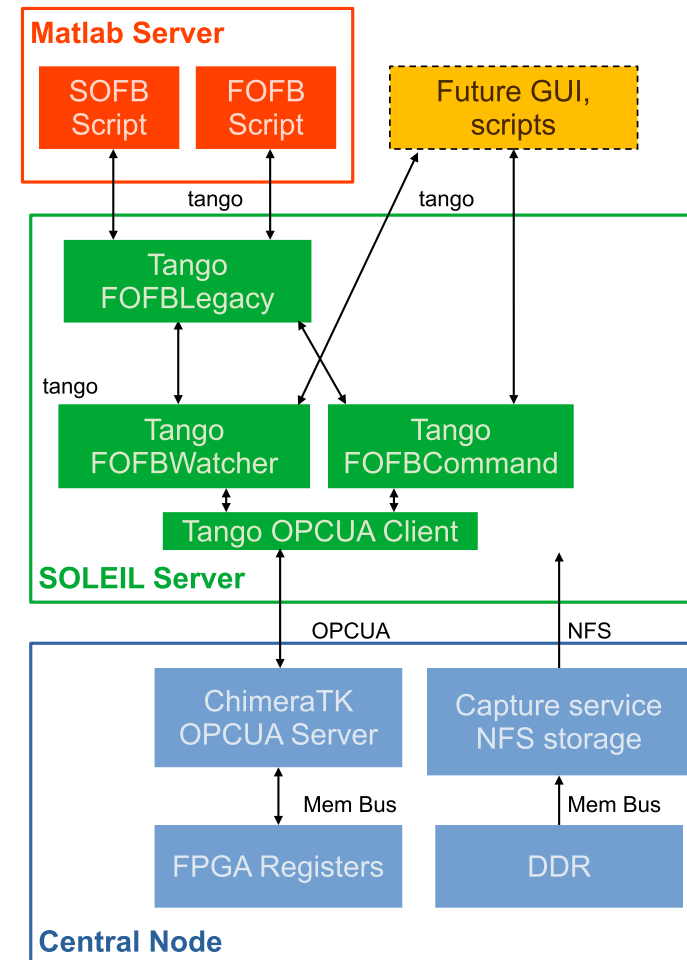 Matlab Server
SOFB
Script
FOFB
Script
Future GUI,
scripts
tango
tango
Tango
FOFBLegacy
tango
Tango
FOFBWatcher
Tango
FOFBCommand
Tango OPCUA Client
SOLEIL Server
OPCUA
NFS
ChimeraTK
OPCUA Server
Capture service
NFS storage
Mem Bus
Mem Bus
FPGA Registers
DDR
Central Node